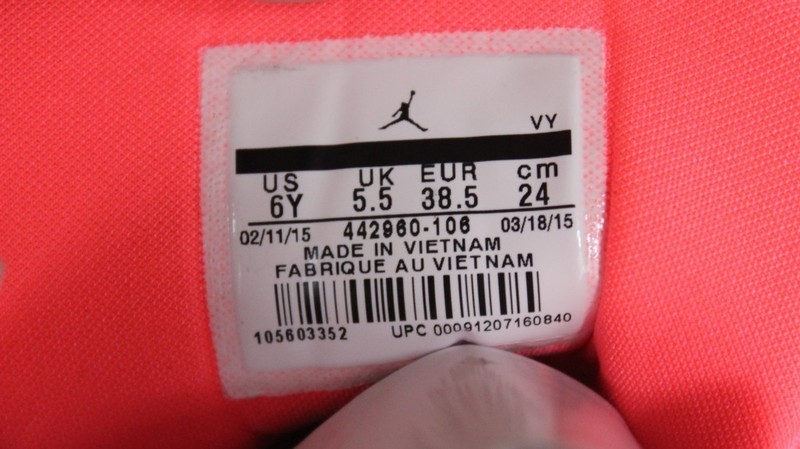 VY
US UK EUR cm
6Y 5.5 38.5 24
02/11/15 442960-106 03/18/15
MADE IN VIETNAM
FABRIQUE AU VIETNAM
105603352 UPC 00091207160840